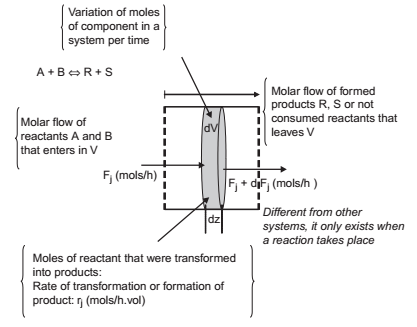 Variation of moles
of component in a
system per time
A + B ⇔ R + S
Molar flow of formed
products R, S or not
consumed reactants that
leaves V
Molar flow of
reactants A and B
that enters in V
dV
Fj (mols/h)
Fj + dFj (mols/h )
dz
Different from other
systems, it only exists when
a reaction takes place
Moles of reactant that were transformed
into products:
Rate of transformation or formation of
product: rj (mols/h.vol)